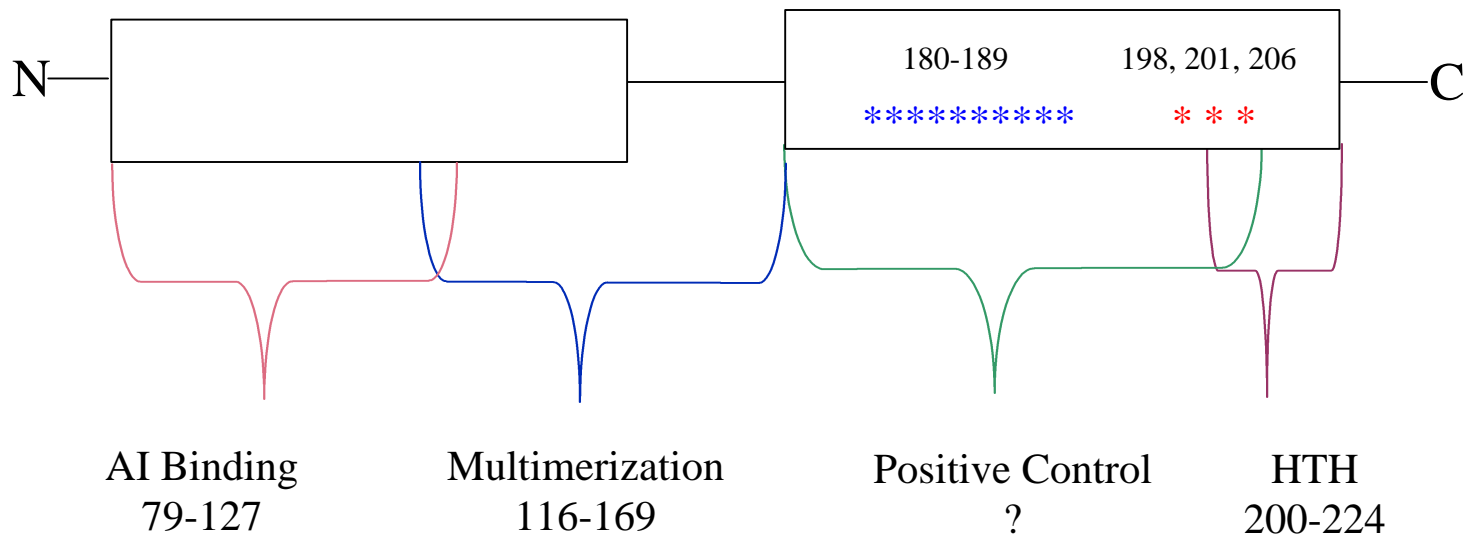 N
180-189
198, 201, 206
C
**********
* * *
AI Binding
79-127
Multimerization
116-169
Positive Control
?
HTH
200-224